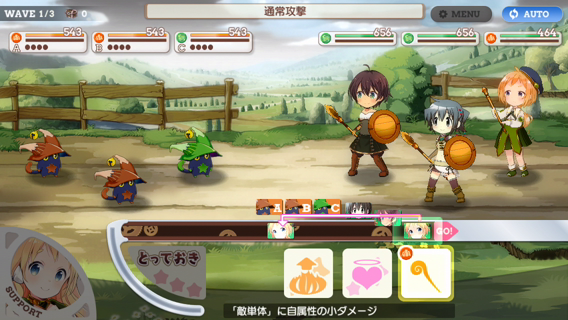 WAVE 1/3
0
通常攻撃
MENU
AUTO
543
543
543
656
656
464
A
B
C
A
B
C
GO!
とっておき
SUPPORT
「敵単体」に自属性の小ダメージ